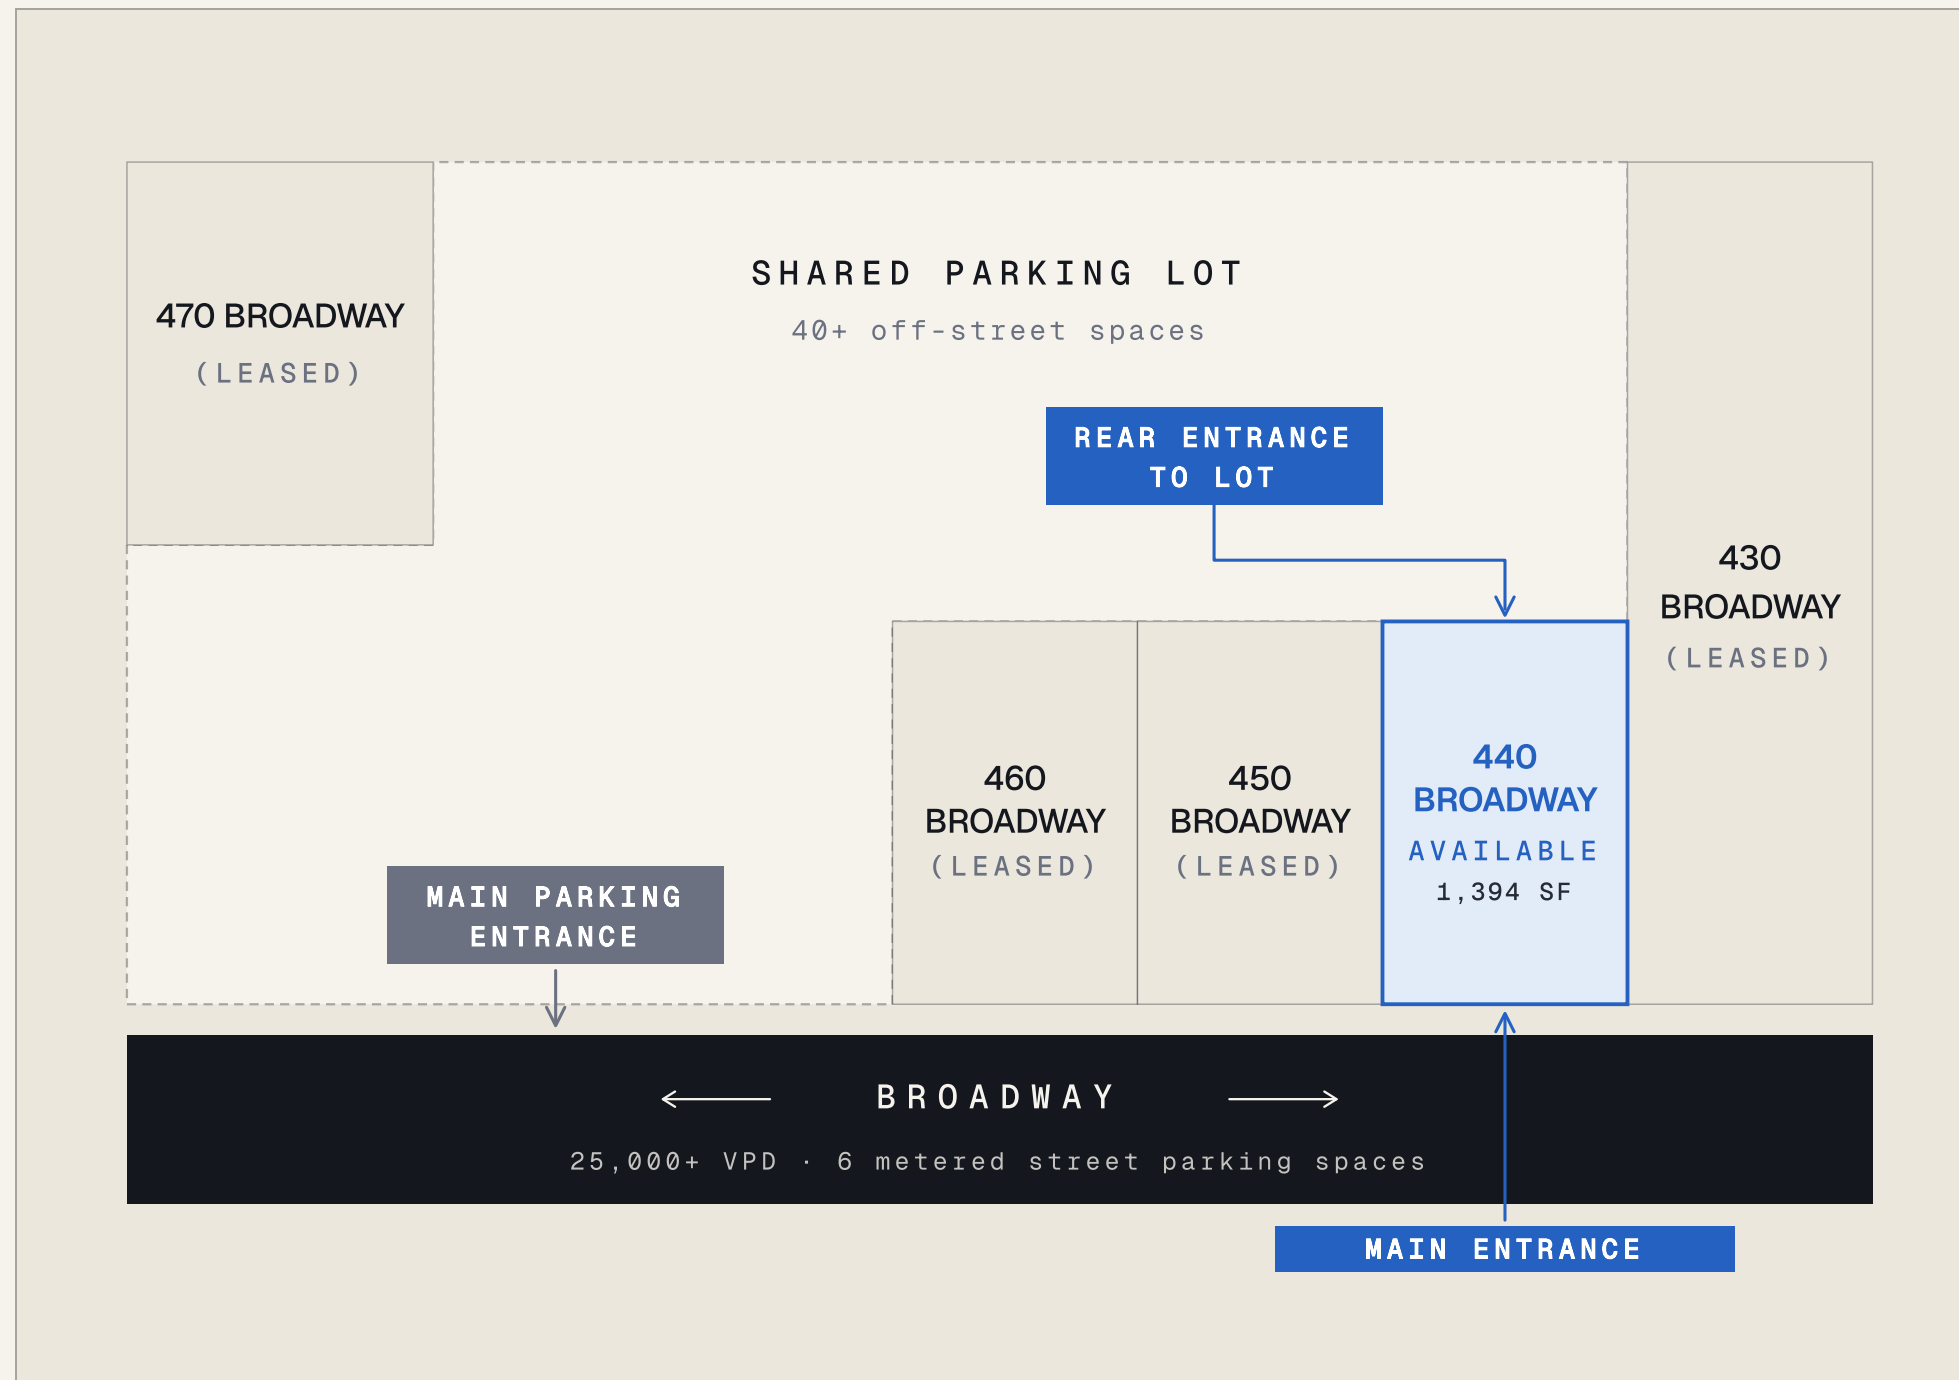 SHARED PARKING LOT
40+ off-street spaces
470 BROADWAY
(LEASED)
REAR ENTRANCE
TO LOT
430
BROADWAY
(LEASED)
460
BROADWAY
(LEASED)
450
BROADWAY
(LEASED)
440
BROADWAY
AVAILABLE
1,394 SF
MAIN PARKING
ENTRANCE
BROADWAY
25,000+ VPD · 6 metered street parking spaces
MAIN ENTRANCE